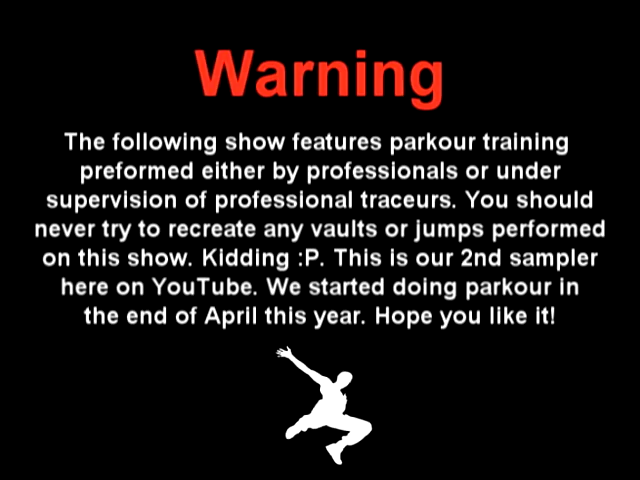 Warning
The following show features parkour training
preformed either by professionals or under
supervision of professional traceurs. You should
never try to recreate any vaults or jumps performed
on this show. Kidding :P. This is our 2nd sampler
here on YouTube. We started doing parkour in
the end of April this year. Hope you like it!